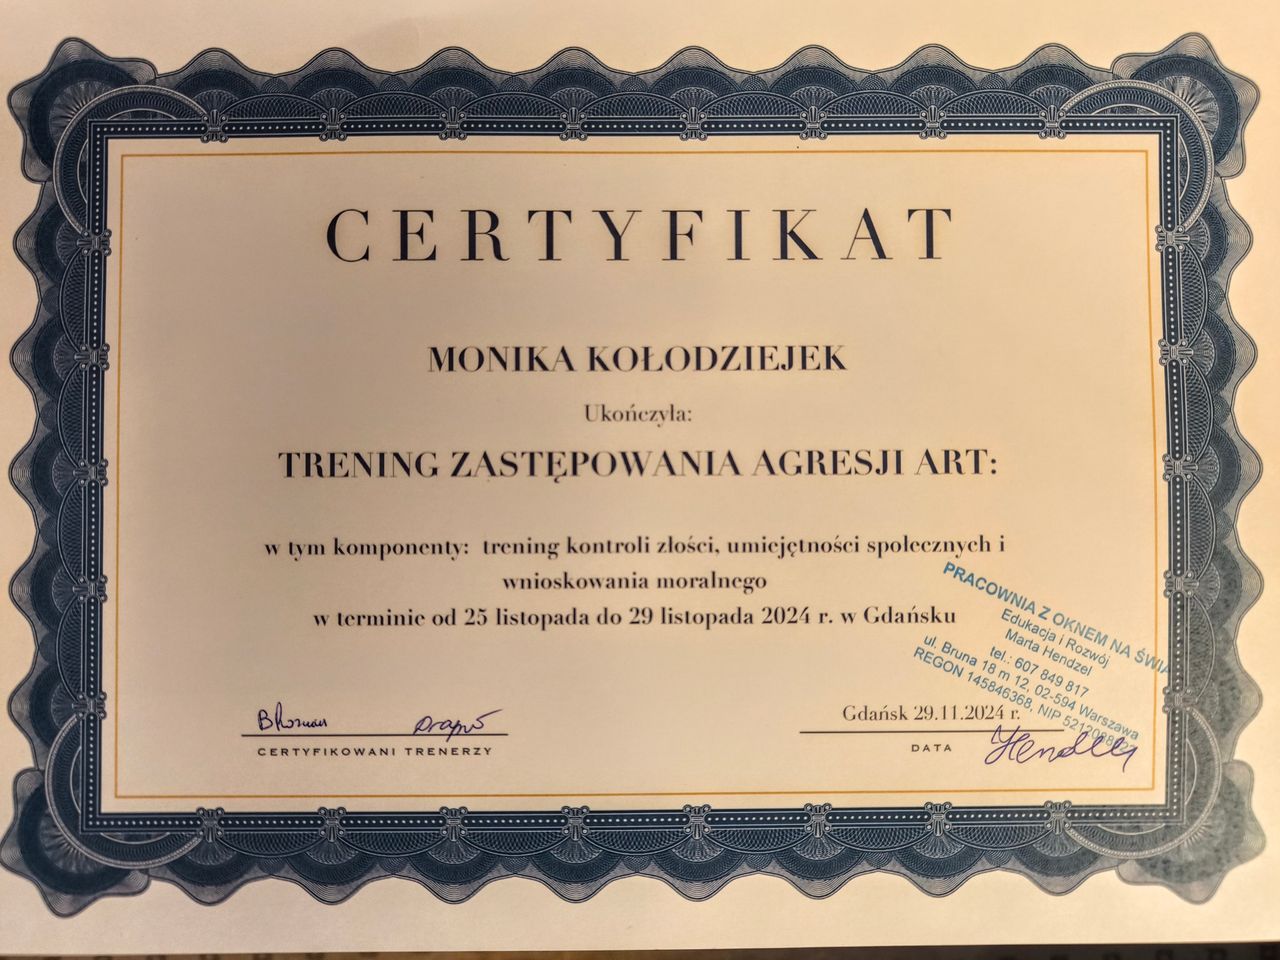 CERTYFIKAT
MONIKA KOŁODZIEJEK
Ukończyła:
TRENING ZASTĘPOWANIA AGRESJI ART:
w tym komponenty: trening kontroli złości, umiejętności społecznych i
wnioskowania moralnego
w terminie od 25 listopada do 29 listopada 2024 r. w Gdańsku
PRACOWNIA Z OKNEM NA ŚWIA
Edukacja i Rozwój
Marta Hendzel
tel.: 607 849 817
ul. Bruna 18 m 12, 02-594 Warszawa
REGON 145846368, NIP
CERTYFIKOWANI TRENERZY
Gdańsk 29.11.2024 r.
DATA